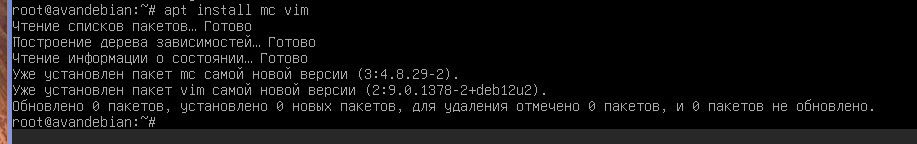 root@avandebian:~# apt install mc vim
Чтение списков пакетов… Готово
Построение дерева зависимостей… Готово
Чтение информации о состоянии… Готово
Уже установлен пакет mc самой новой версии (3:4.8.29-2).
Уже установлен пакет vim самой новой версии (2:9.0.1378-2+deb12u2).
Обновлено 0 пакетов, установлено 0 новых пакетов, для удаления отмечено 0 пакетов, и 0 пакетов не обновлено.
root@avandebian:~#